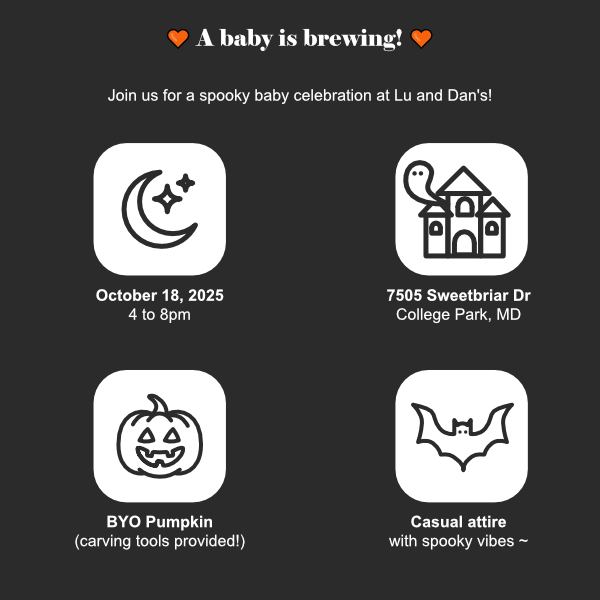 🧡 A baby is brewing! 🧡
Join us for a spooky baby celebration at Lu and Dan's!
October 18, 2025
4 to 8pm
7505 Sweetbriar Dr
College Park, MD
BYO Pumpkin
(carving tools provided!)
Casual attire
with spooky vibes ~